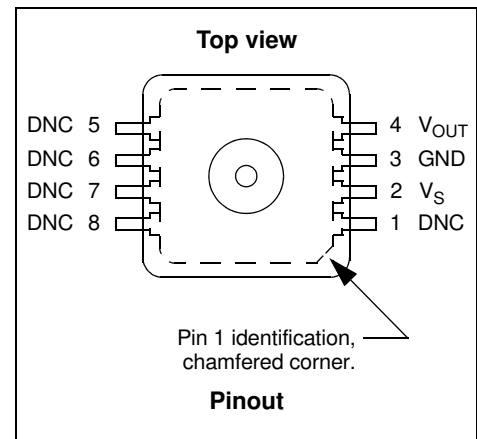 Top view
DNC 5 4 VOUT
DNC 6 3 GND
DNC 7 2 VS
DNC 8 1 DNC
Pin 1 identification,
chamfered corner.
Pinout